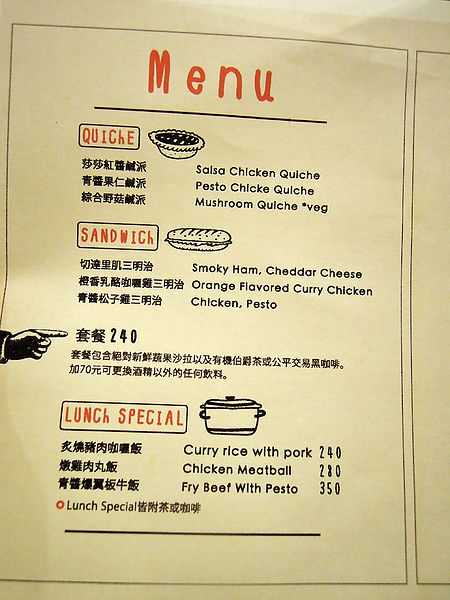 Menu
QUICHE
莎莎紅醬鹹派 Salsa Chicken Quiche
青醬果仁鹹派 Pesto Chicke Quiche
綜合野菇鹹派 Mushroom Quiche *veg
SANDWICH
切達里肌三明治 Smoky Ham, Cheddar Cheese
橙香乳酪咖喱雞三明治 Orange Flavored Curry Chicken
青醬松子雞三明治 Chicken, Pesto
套餐 240
套餐包含絕對新鮮蔬果沙拉以及有機伯爵茶或公平交易黑咖啡。
加70元可更換酒精以外的任何飲料。
LUNCH SPECIAL
炙燒豬肉咖喱飯 Curry rice with pork 240
燉雞肉丸飯 Chicken Meatball 280
青醬爆翼板牛飯 Fry Beef With Pesto 350
Lunch Special皆附茶或咖啡